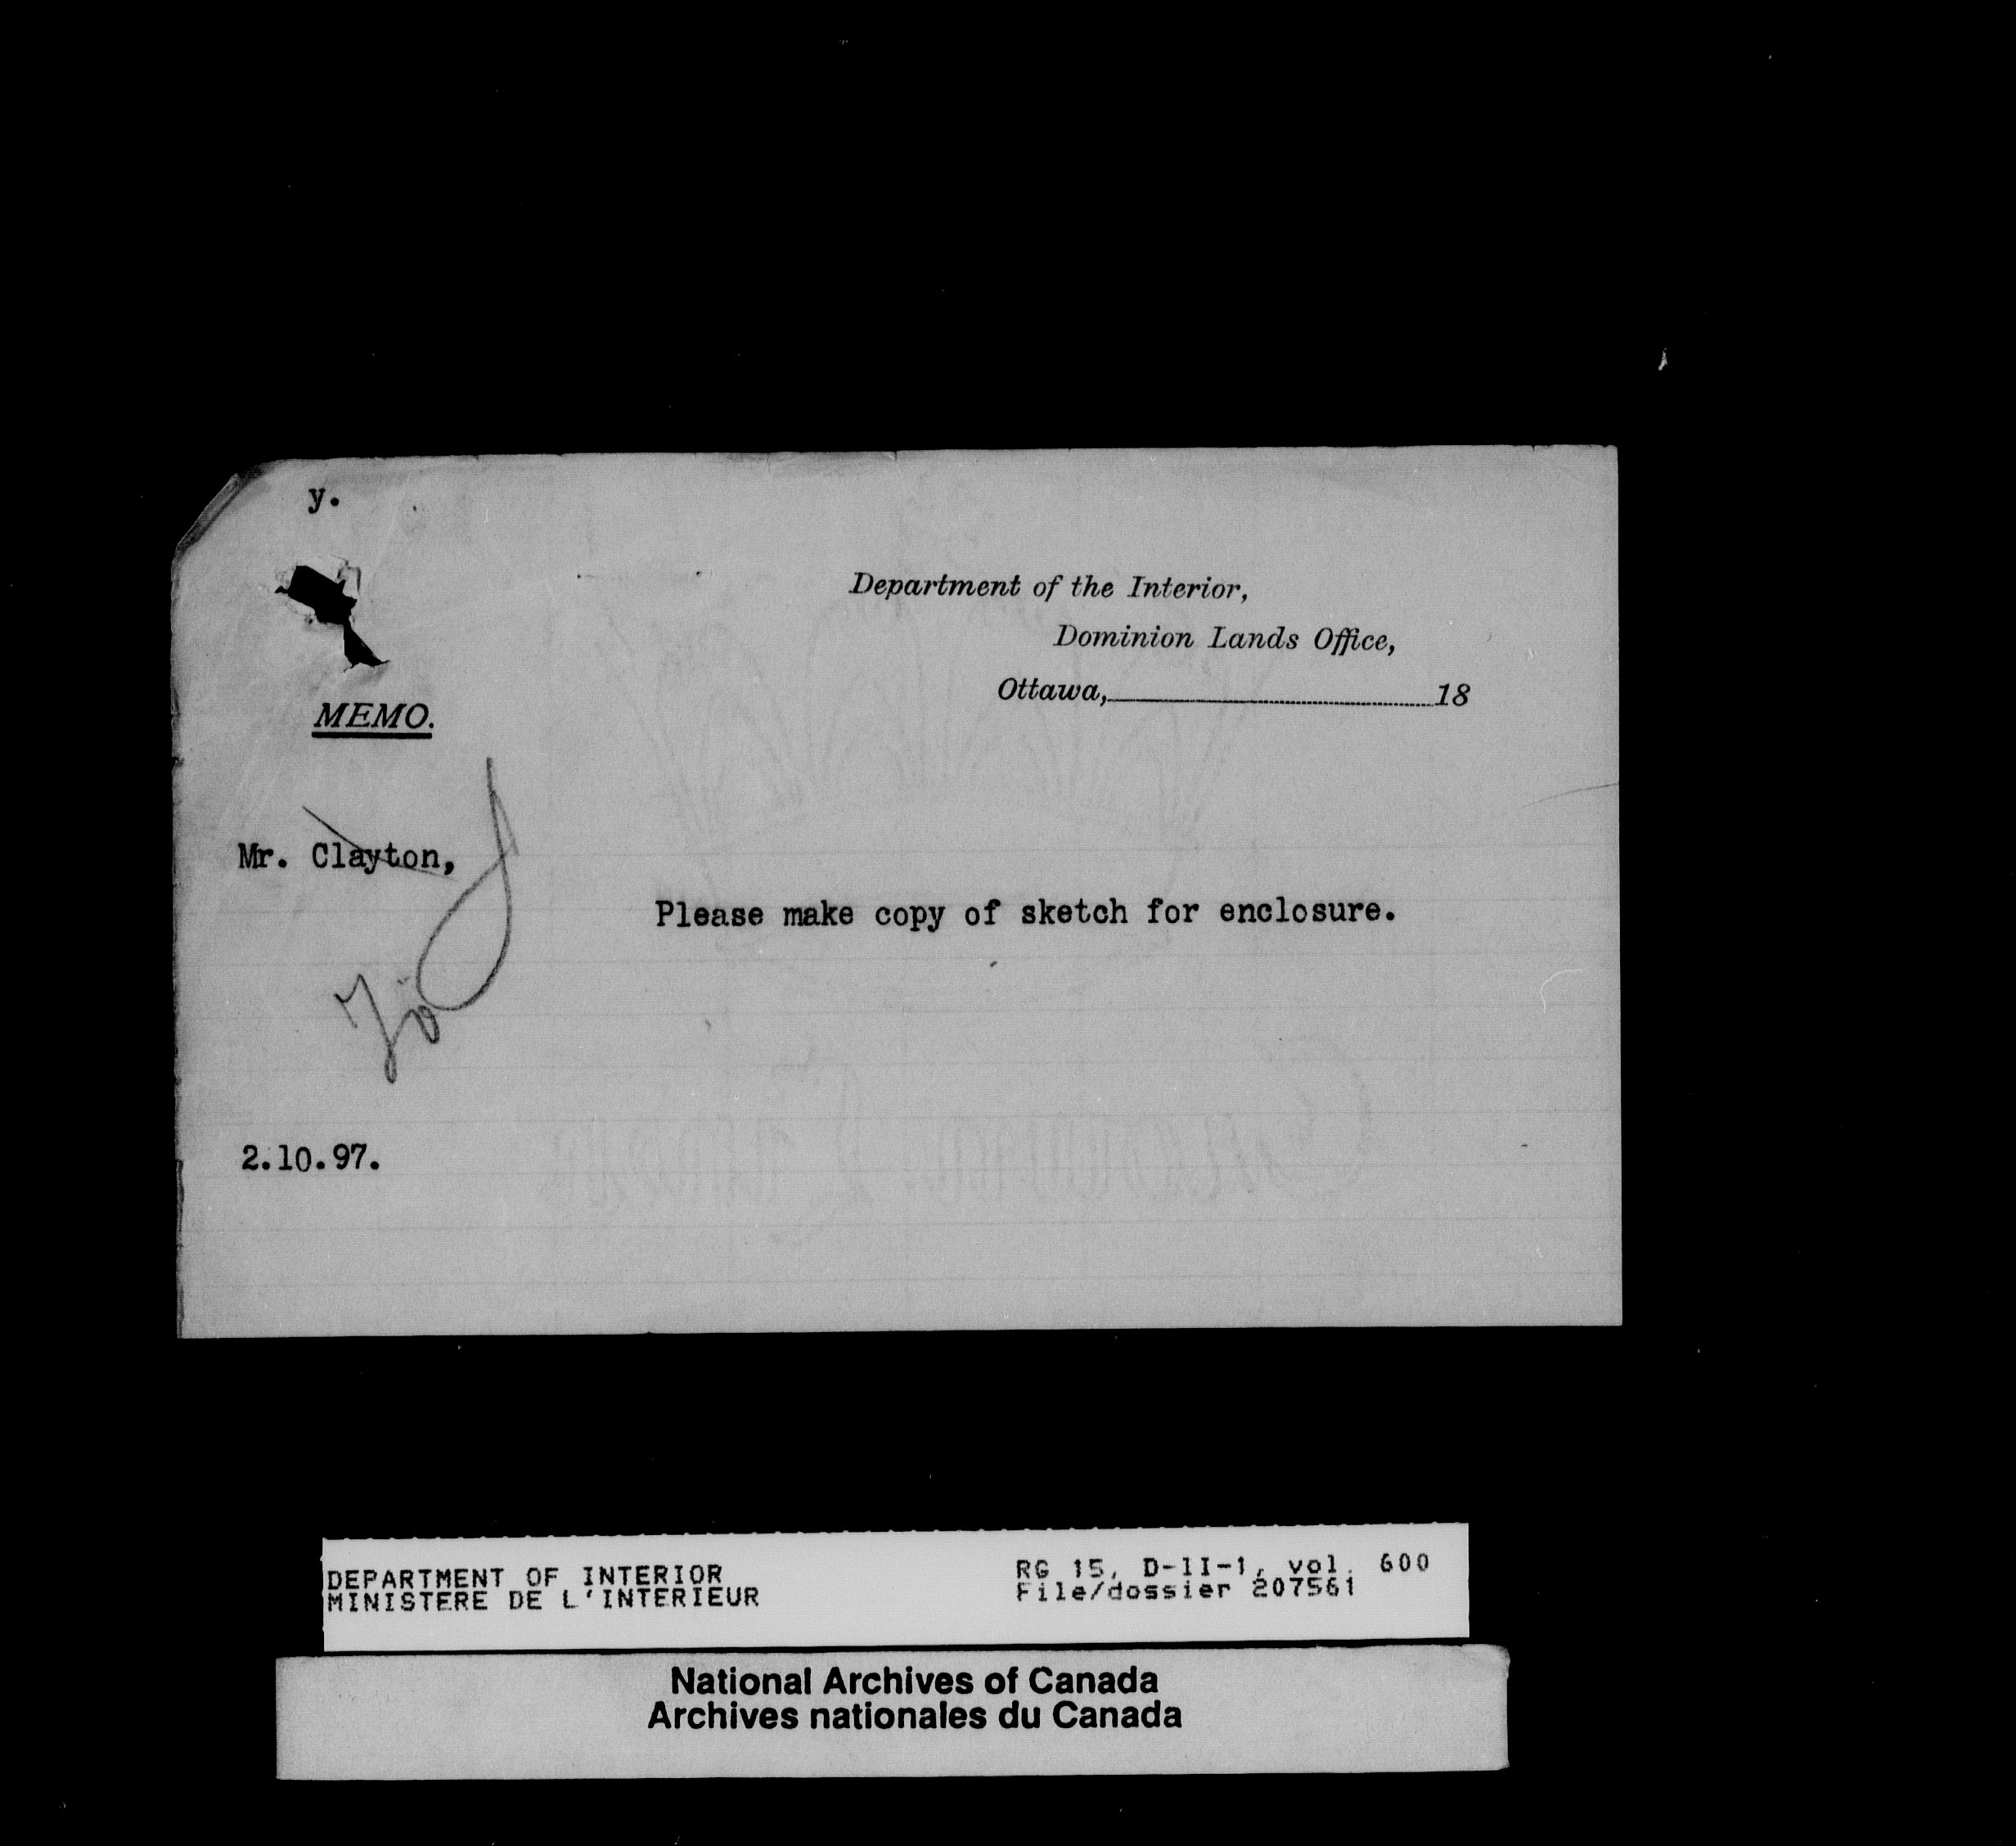 y.
Department of the Interior,
Dominion Lands Office,
Ottawa, 18
MEMO.
Mr. Clayton,
Please make copy of sketch for enclosure.
2.10.97.
DEPARTMENT OF INTERIOR
MINISTERE DE L'INTERIEUR
RG 15, D-II-1, vol. 600
File/dossier 207561
National Archives of Canada
Archives nationales du Canada